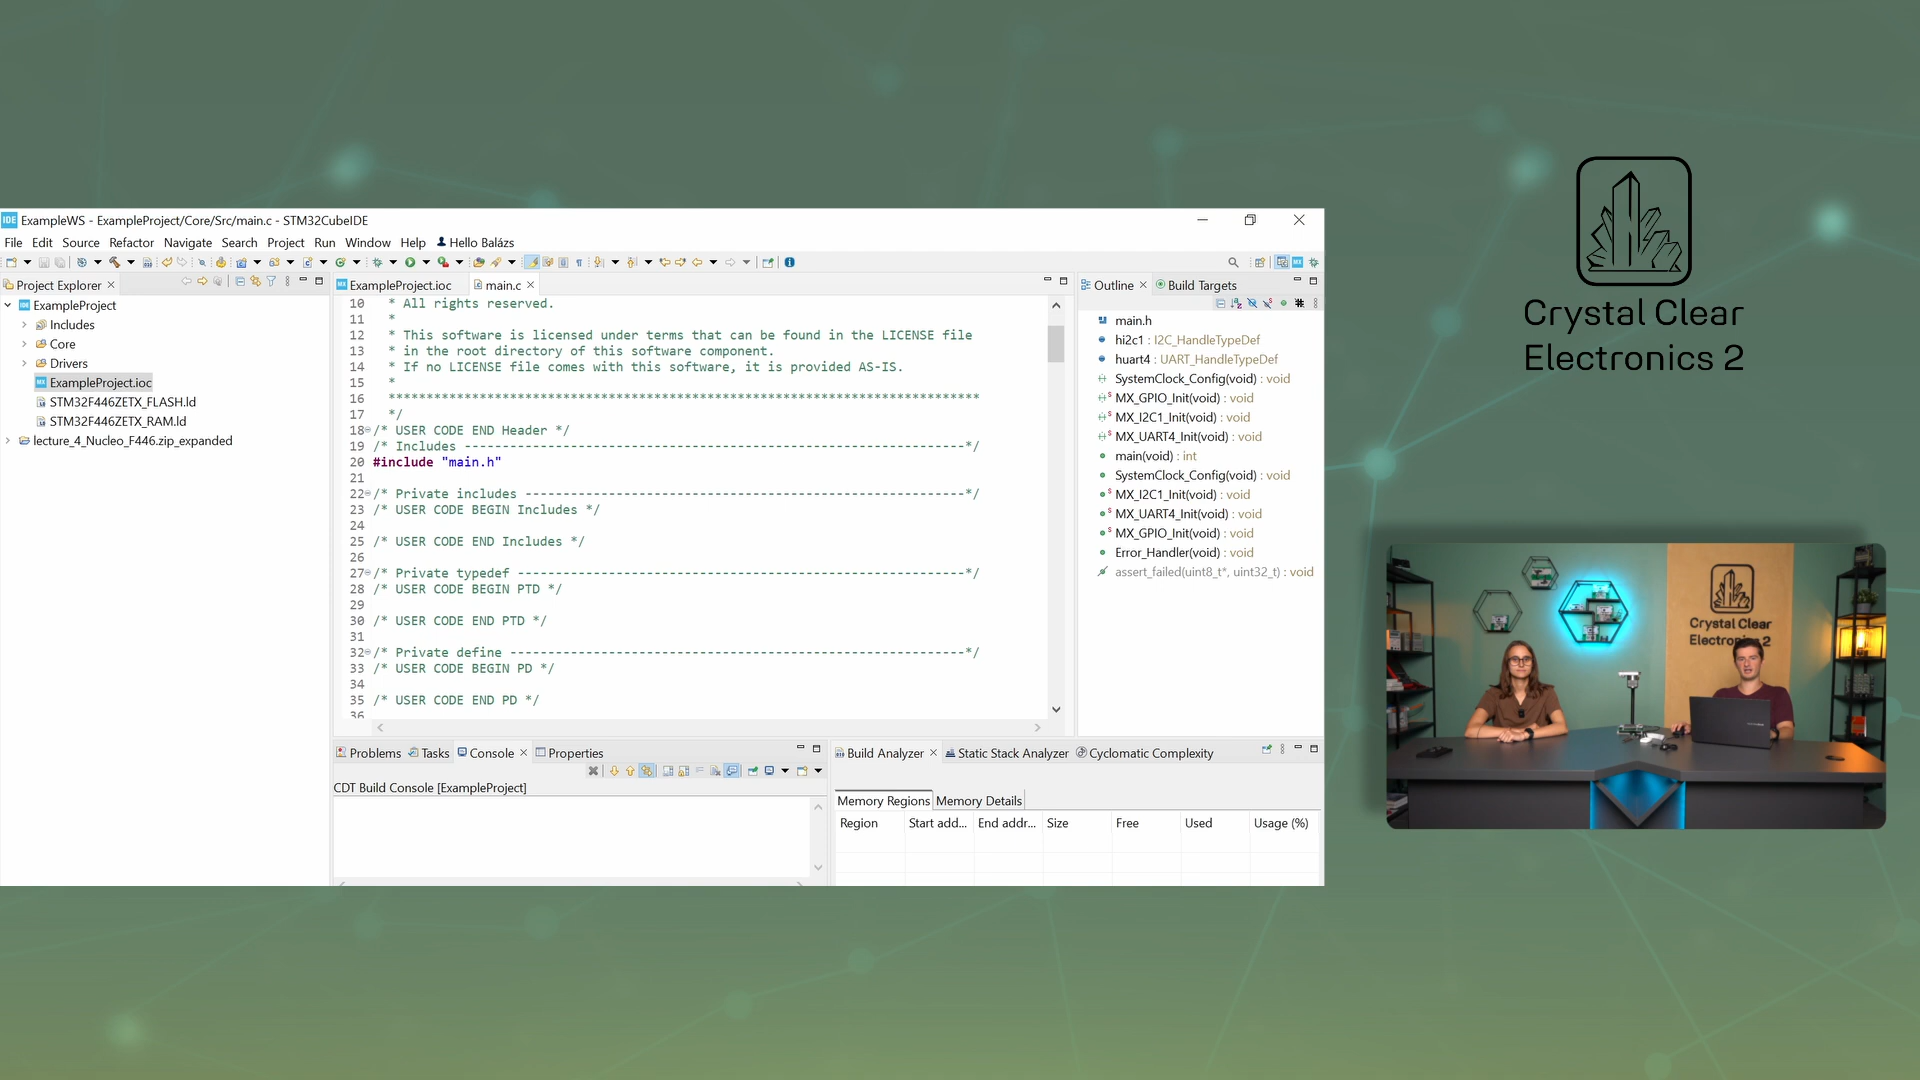 IDE ExampleWS - ExampleProject/Core/Src/main.c - STM32CubeIDE
File Edit Source Refactor Navigate Search Project Run Window Help Hello Balázs
Project Explorer
ExampleProject
Includes
Core
Drivers
ExampleProject.ioc
STM32F446ZETX_FLASH.ld
STM32F446ZETX_RAM.ld
lecture_4_Nucleo_F446.zip_expanded
ExampleProject.ioc main.c
10 * All rights reserved.
11 *
12 * This software is licensed under terms that can be found in the LICENSE file
13 * in the root directory of this software component.
14 * If no LICENSE file comes with this software, it is provided AS-IS.
15 *
16 ******************************************************************************
17 */
18 /* USER CODE END Header */
19 /* Includes ------------------------------------------------------------------*/
20 #include "main.h"
21
22 /* Private includes ----------------------------------------------------------*/
23 /* USER CODE BEGIN Includes */
24
25 /* USER CODE END Includes */
26
27 /* Private typedef -----------------------------------------------------------*/
28 /* USER CODE BEGIN PTD */
29
30 /* USER CODE END PTD */
31
32 /* Private define ------------------------------------------------------------*/
33 /* USER CODE BEGIN PD */
34
35 /* USER CODE END PD */
36
Outline Build Targets
main.h
hi2c1 : I2C_HandleTypeDef
huart4 : UART_HandleTypeDef
SystemClock_Config(void) : void
MX_GPIO_Init(void) : void
MX_I2C1_Init(void) : void
MX_UART4_Init(void) : void
main(void) : int
SystemClock_Config(void) : void
MX_I2C1_Init(void) : void
MX_UART4_Init(void) : void
MX_GPIO_Init(void) : void
Error_Handler(void) : void
assert_failed(uint8_t*, uint32_t) : void
Problems Tasks Console Properties
CDT Build Console [ExampleProject]
Build Analyzer Static Stack Analyzer Cyclomatic Complexity
Memory Regions Memory Details
Region Start add... End addr... Size Free Used Usage (%)
Crystal Clear
Electronics 2
Crystal Clear
Electronics 2